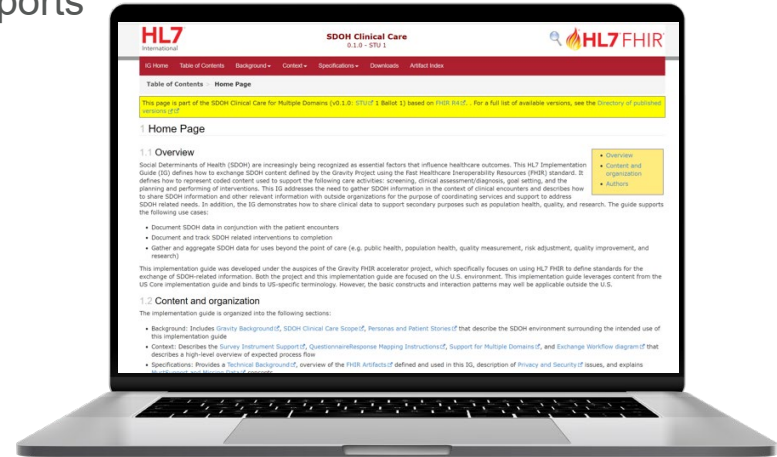 ports
HL7 International
SDOH Clinical Care
0.1.0 - STU 1
HL7 FHIR
IG Home Table of Contents Background Context Specifications Downloads Artifact Index
Table of Contents Home Page
This page is part of the SDOH Clinical Care for Multiple Domains (v0.1.0: STU 1 Ballot 1) based on FHIR R4. . For a full list of available versions, see the Directory of published
versions
1 Home Page
1.1 Overview
• Overview
• Content and
organization
• Authors
Social Determinants of Health (SDOH) are increasingly being recognized as essential factors that influence healthcare outcomes. This HL7 Implementation
Guide (IG) defines how to exchange SDOH content defined by the Gravity Project using the Fast Healthcare Interoperability Resources (FHIR) standard. It
defines how to represent coded content used to support the following care activities: screening, clinical assessment/diagnosis, goal setting, and the
planning and performing of interventions. This IG addresses the need to gather SDOH information in the context of clinical encounters and describes how
to share SDOH information and other relevant information with outside organizations for the purpose of coordinating services and support to address
SDOH related needs. In addition, the IG demonstrates how to share clinical data to support secondary purposes such as population health, quality, and research. The guide supports
the following use cases:
• Document SDOH data in conjunction with the patient encounters
• Document and track SDOH related interventions to completion
• Gather and aggregate SDOH data for uses beyond the point of care (e.g. public health, population health, quality measurement, risk adjustment, quality improvement, and
research)
This implementation guide was developed under the auspices of the Gravity FHIR accelerator project, which specifically focuses on using HL7 FHIR to define standards for the
exchange of SDOH-related information. Both the project and this implementation guide are focused on the U.S. environment. This implementation guide leverages content from the
US Core implementation guide and binds to US-specific terminology. However, the basic constructs and interaction patterns may well be applicable outside the U.S.
1.2 Content and organization
The implementation guide is organized into the following sections:
• Background: Includes Gravity Background, SDOH Clinical Care Scope, Personas and Patient Stories that describe the SDOH environment surrounding the intended use of
this implementation guide
• Context: Describes the Survey Instrument Support, QuestionnaireResponse Mapping Instructions, Support for Multiple Domains, and Exchange Workflow diagram that
describes a high-level overview of expected process flow
• Specifications: Provides a Technical Background, overview of the FHIR Artifacts defined and used in this IG, description of Privacy and Security issues, and explains
MustSupport and Missing Data concepts